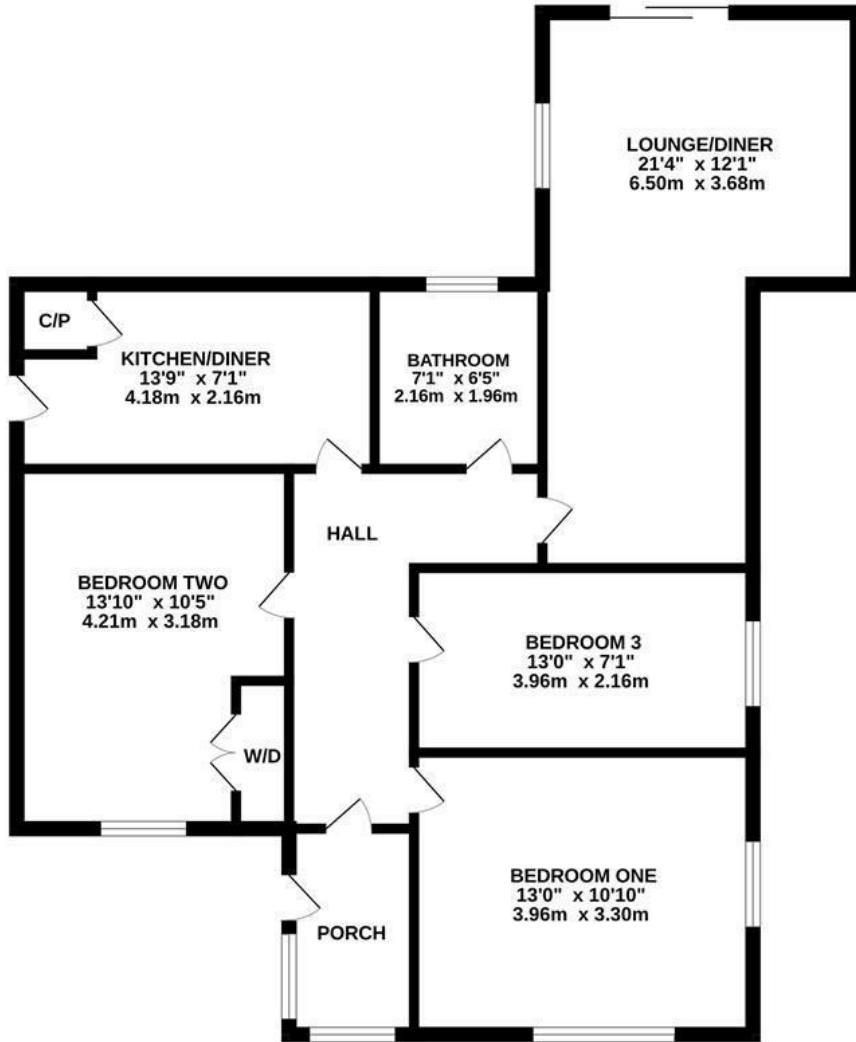 LOUNGE/DINER
21'4" x 12'1"
6.50m x 3.68m
C/P
KITCHEN/DINER
13'9" x 7'1"
4.18m x 2.16m
BATHROOM
7'1" x 6'5"
2.16m x 1.96m
HALL
BEDROOM TWO
13'10" x 10'5"
4.21m x 3.18m
BEDROOM 3
13'0" x 7'1"
3.96m x 2.16m
W/D
BEDROOM ONE
13'0" x 10'10"
3.96m x 3.30m
PORCH